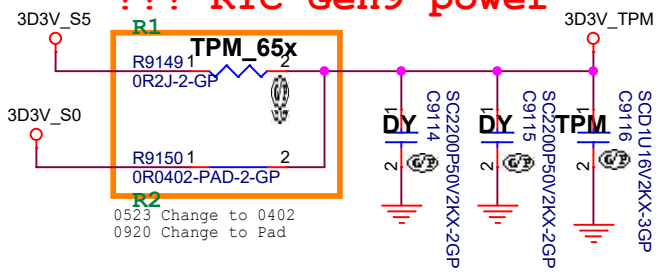 ??? RTC Gen9 power
3D3V_S5
3D3V_TPM
R1
TPM_65x
R9149 1 2
0R2J-2-GP
3D3V_S0
R9150 1 2
0R0402-PAD-2-GP
R2
0523 Change to 0402
0920 Change to Pad
DY
1
2
C9114
SC2200P50V2KX-2GP
G/P
DY
1
2
C9115
SC2200P50V2KX-2GP
G/P
TPM
1
2
C9116
SCD1U16V2KX-3GP
G/P